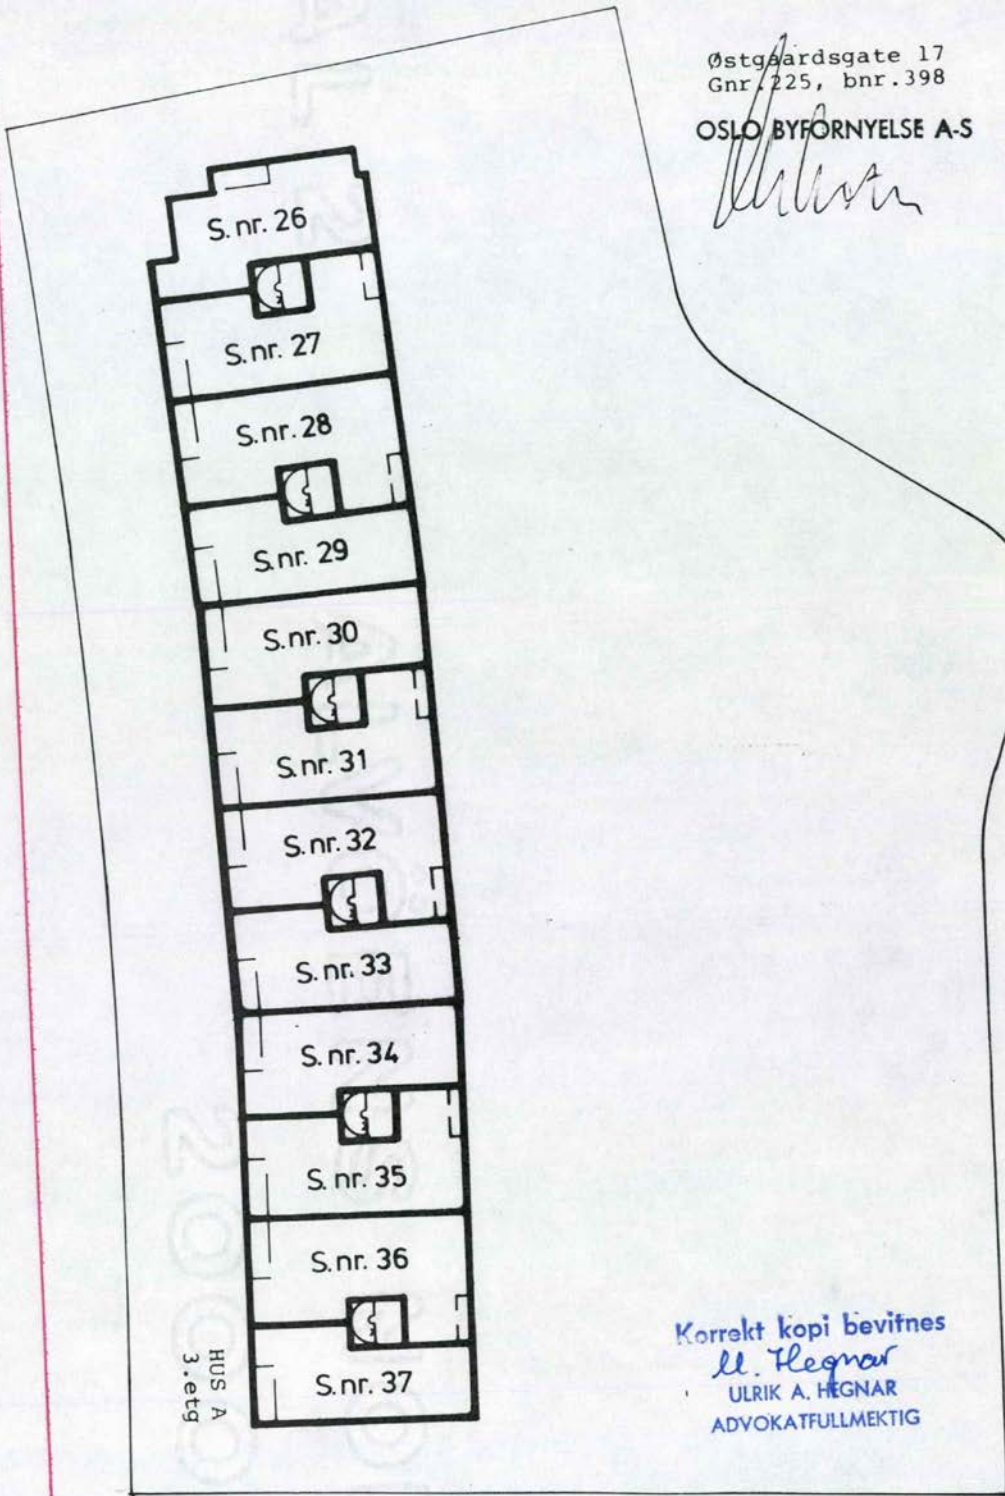 Østgaardsgate 17
Gnr.225, bnr.398
OSLO BYFORNYELSE A-S
S.nr. 26
S.nr. 27
S.nr. 28
S.nr. 29
S.nr. 30
S.nr. 31
S.nr. 32
S.nr. 33
S.nr. 34
S.nr. 35
S.nr. 36
S.nr. 37
HUS A
3.etg
Korrekt kopi bevitnes
U. Hegnar
ULRIK A. HEGNAR
ADVOKATFULLMEKTIG